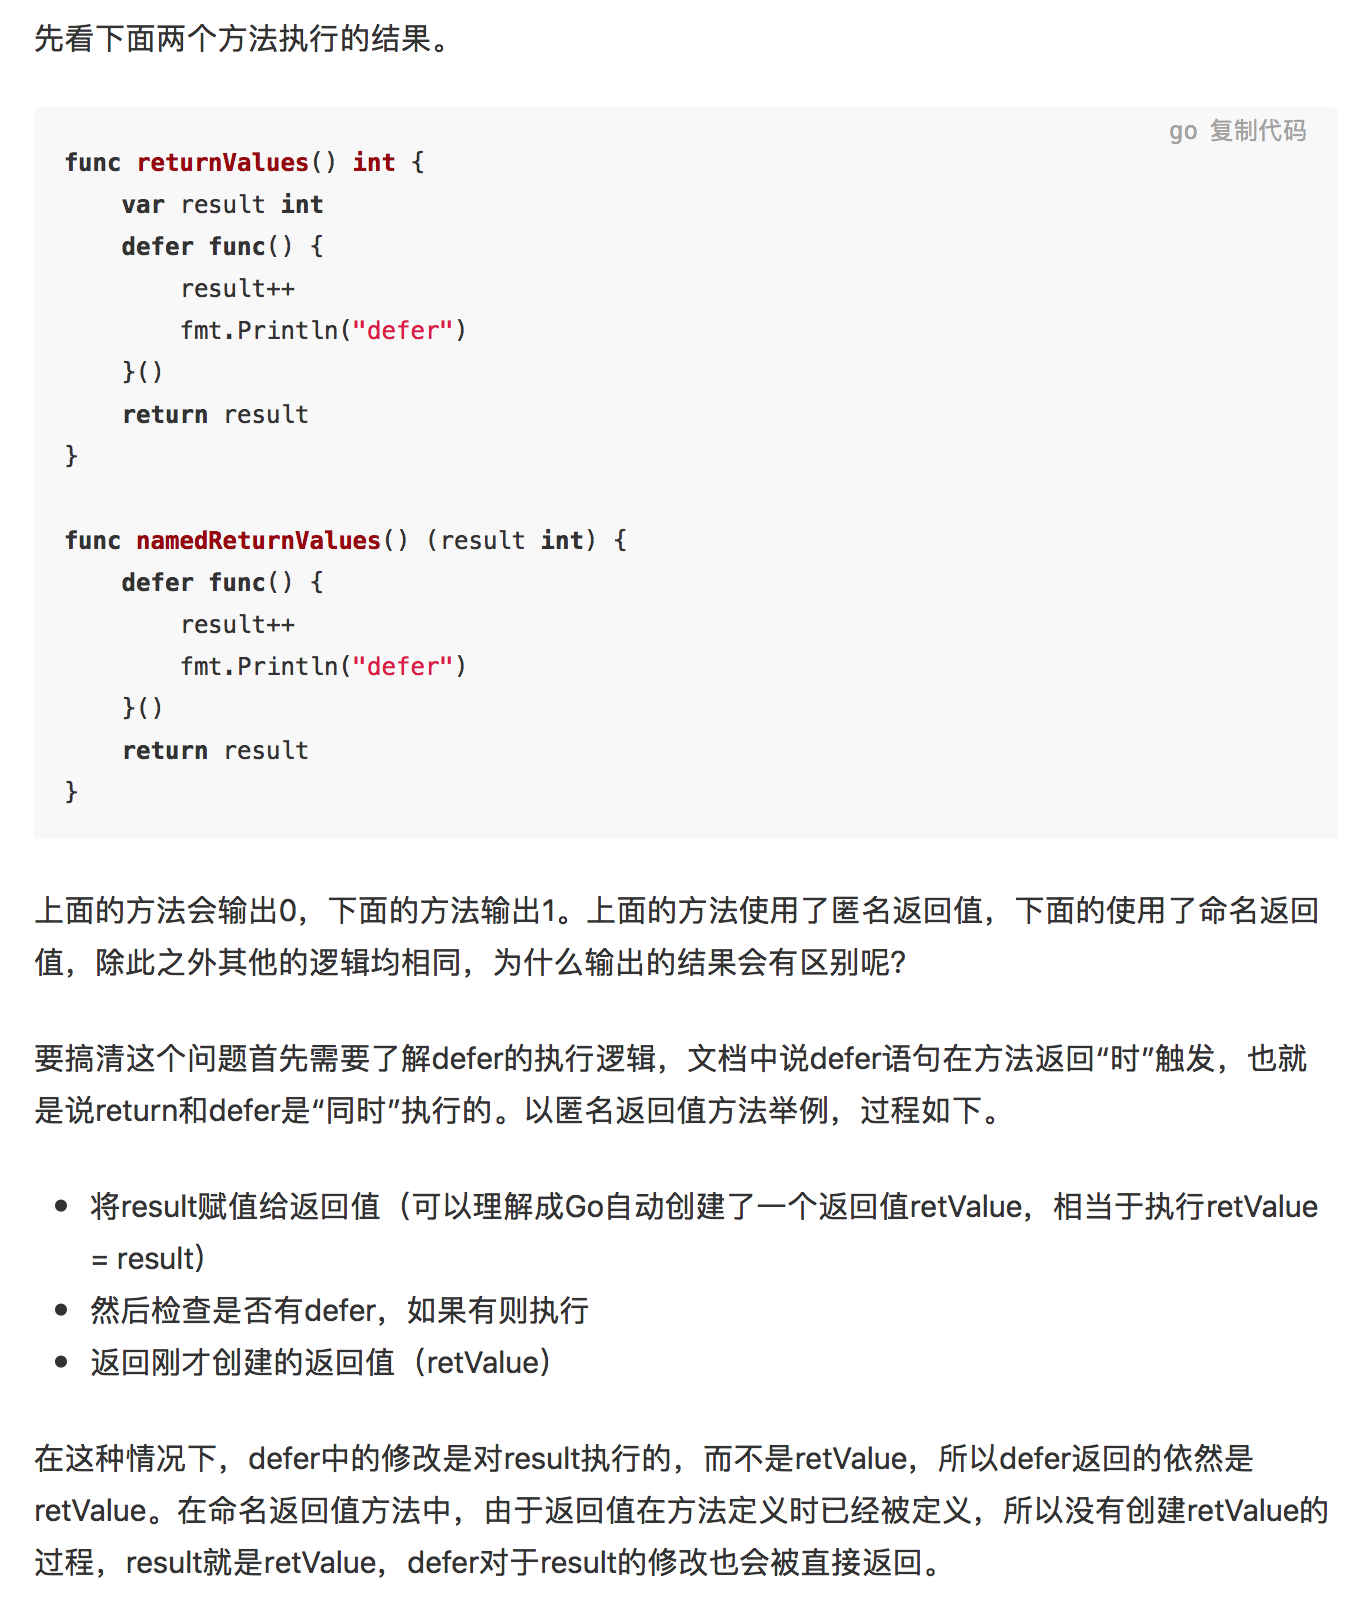 先看下面两个方法执行的结果。
go 复制代码
func returnValues() int {
    var result int
    defer func() {
        result++
        fmt.Println("defer")
    }()
    return result
}

func namedReturnValues() (result int) {
    defer func() {
        result++
        fmt.Println("defer")
    }()
    return result
}
上面的方法会输出0，下面的方法输出1。上面的方法使用了匿名返回值，下面的使用了命名返回
值，除此之外其他的逻辑均相同，为什么输出的结果会有区别呢?
要搞清这个问题首先需要了解defer的执行逻辑，文档中说defer语句在方法返回“时”触发，也就
是说return和defer是“同时”执行的。以匿名返回值方法举例，过程如下。
• 将result赋值给返回值（可以理解成Go自动创建了一个返回值retValue，相当于执行retValue
= result)
• 然后检查是否有defer，如果有则执行
• 返回刚才创建的返回值（retValue）
在这种情况下，defer中的修改是对result执行的，而不是retValue，所以defer返回的依然是
retValue。在命名返回值方法中，由于返回值在方法定义时已经被定义，所以没有创建retValue的
过程，result就是retValue，defer对于result的修改也会被直接返回。